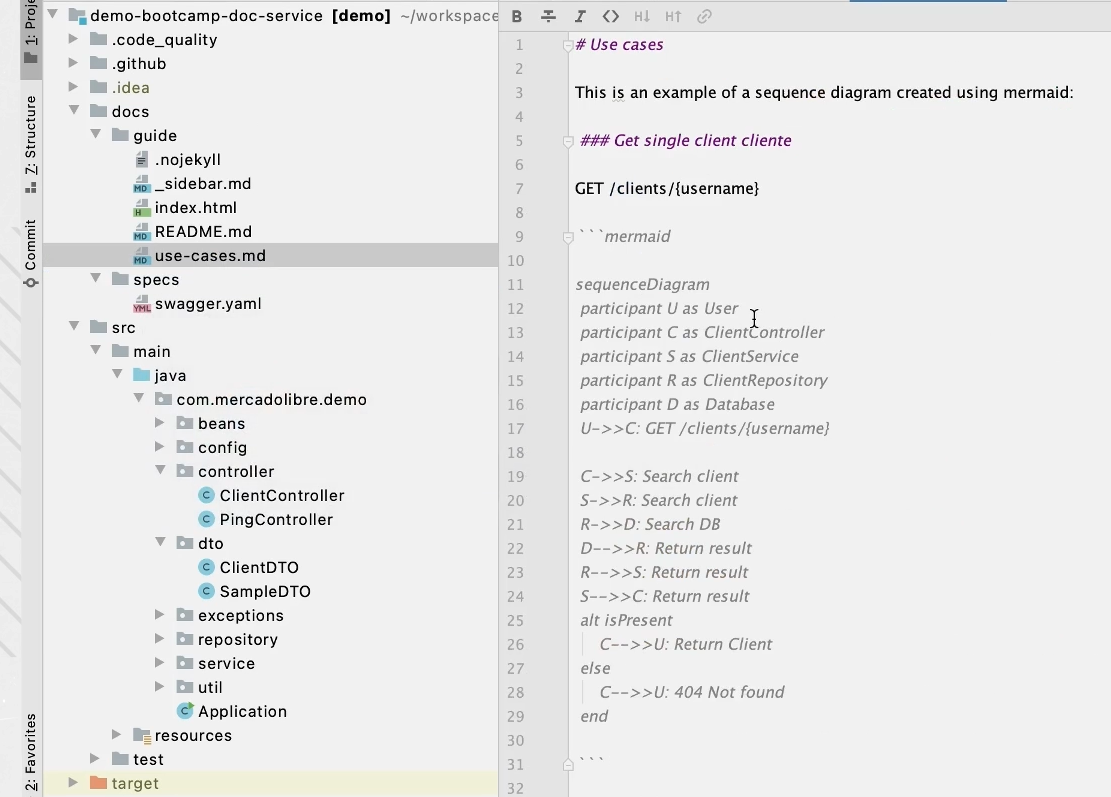 1: Proje
Z: Structure
Commit
2: Favorites
demo-bootcamp-doc-service [demo] ~/workspace
.code_quality
.github
.idea
docs
guide
.nojekyll
_sidebar.md
index.html
README.md
use-cases.md
specs
swagger.yaml
src
main
java
com.mercadolibre.demo
beans
config
controller
ClientController
PingController
dto
ClientDTO
SampleDTO
exceptions
repository
service
util
Application
resources
test
target
B I <> H↓ H↑
1 # Use cases
2
3 This is an example of a sequence diagram created using mermaid:
4
5 ### Get single client cliente
6
7 GET /clients/{username}
8
9 ```mermaid
10
11 sequenceDiagram
12 participant U as User
13 participant C as ClientController
14 participant S as ClientService
15 participant R as ClientRepository
16 participant D as Database
17 U->>C: GET /clients/{username}
18
19 C->>S: Search client
20 S->>R: Search client
21 R->>D: Search DB
22 D-->>R: Return result
23 R-->>S: Return result
24 S-->>C: Return result
25 alt isPresent
26 C-->>U: Return Client
27 else
28 C-->>U: 404 Not found
29 end
30
31 ```
32